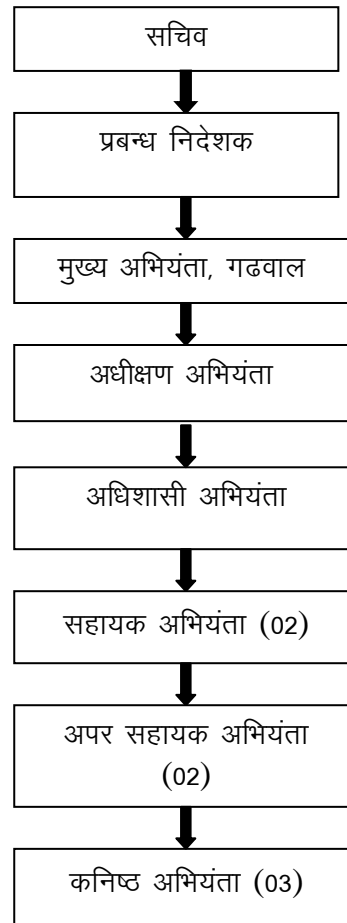 सचिव
प्रबन्ध निदेशक
मुख्य अभियंता, गढवाल
अधीक्षण अभियंता
अधिशासी अभियंता
सहायक अभियंता (02)
अपर सहायक अभियंता
(02)
कनिष्ठ अभियंता (03)